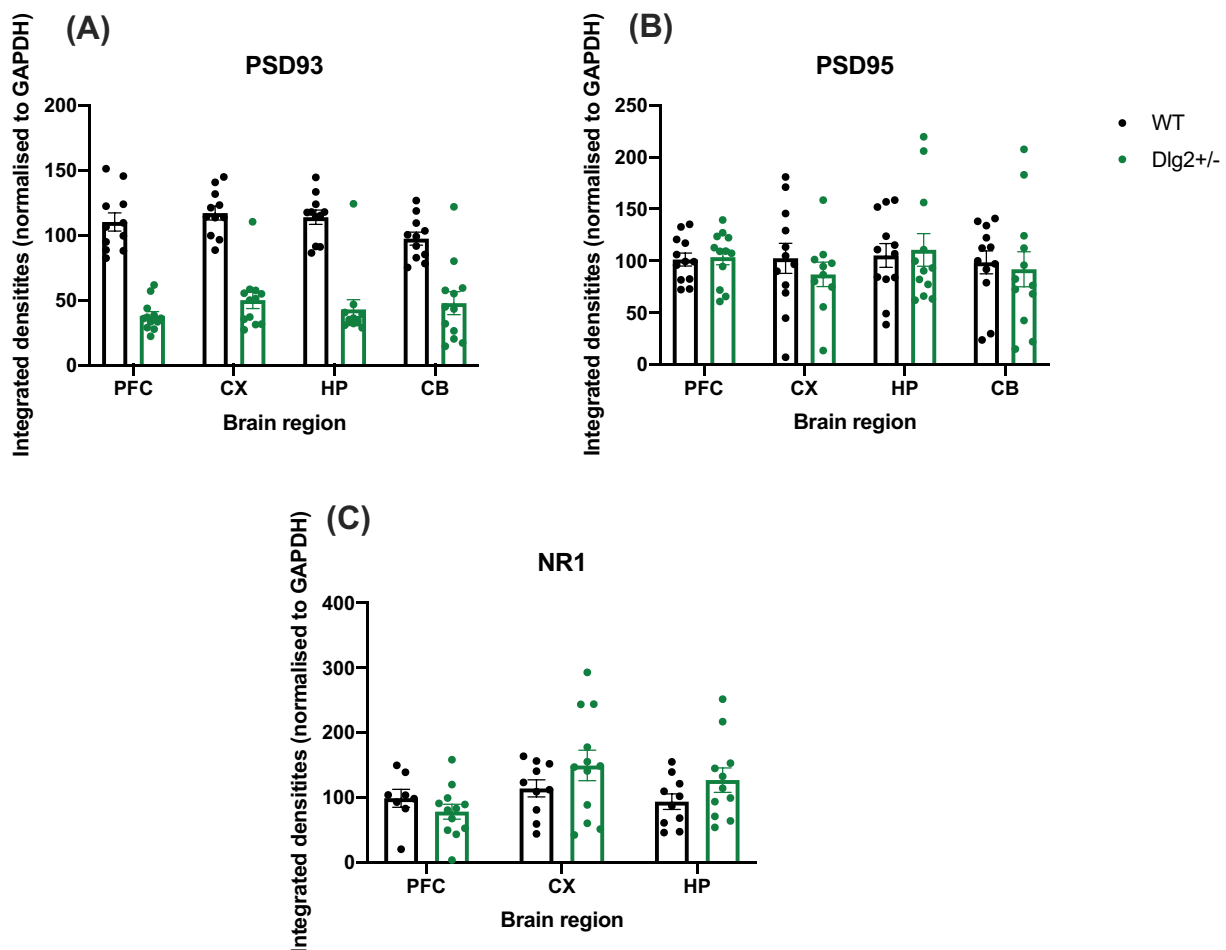 (A)
PSD93
Integrated densitites (normalised to GAPDH)
200
150
100
50
0
PFC CX HP CB
Brain region
(B)
PSD95
Integrated densitites (normalised to GAPDH)
250
200
150
100
50
0
PFC CX HP CB
Brain region
WT
Dlg2+/-
(C)
NR1
Integrated densitites (normalised to GAPDH)
400
300
200
100
0
PFC CX HP
Brain region